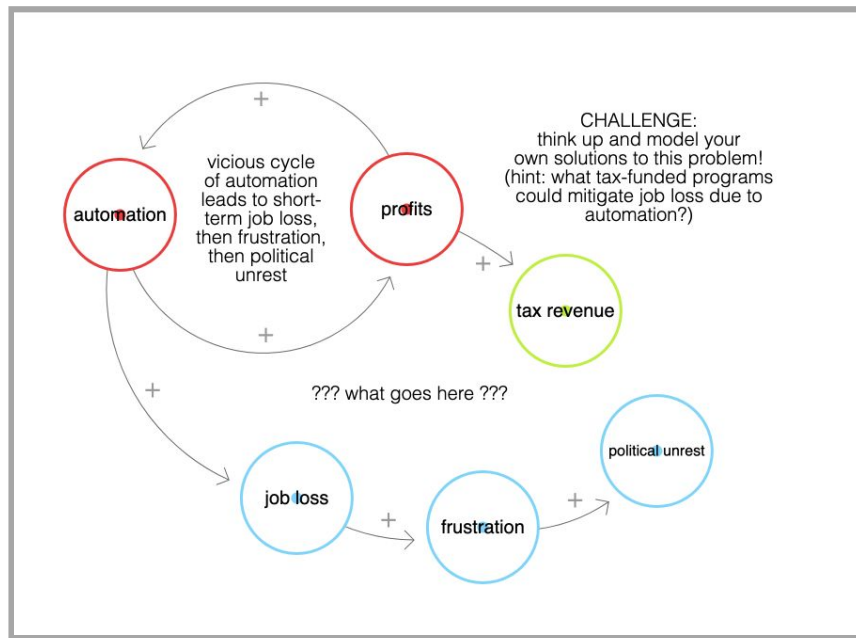 +
CHALLENGE:
think up and model your
own solutions to this problem!
(hint: what tax-funded programs
could mitigate job loss due to
automation?)
vicious cycle
of automation
leads to short-
term job loss,
then frustration,
then political
unrest
automation
profits
+
tax revenue
+
+
??? what goes here ???
political unrest
job loss
+
frustration
+